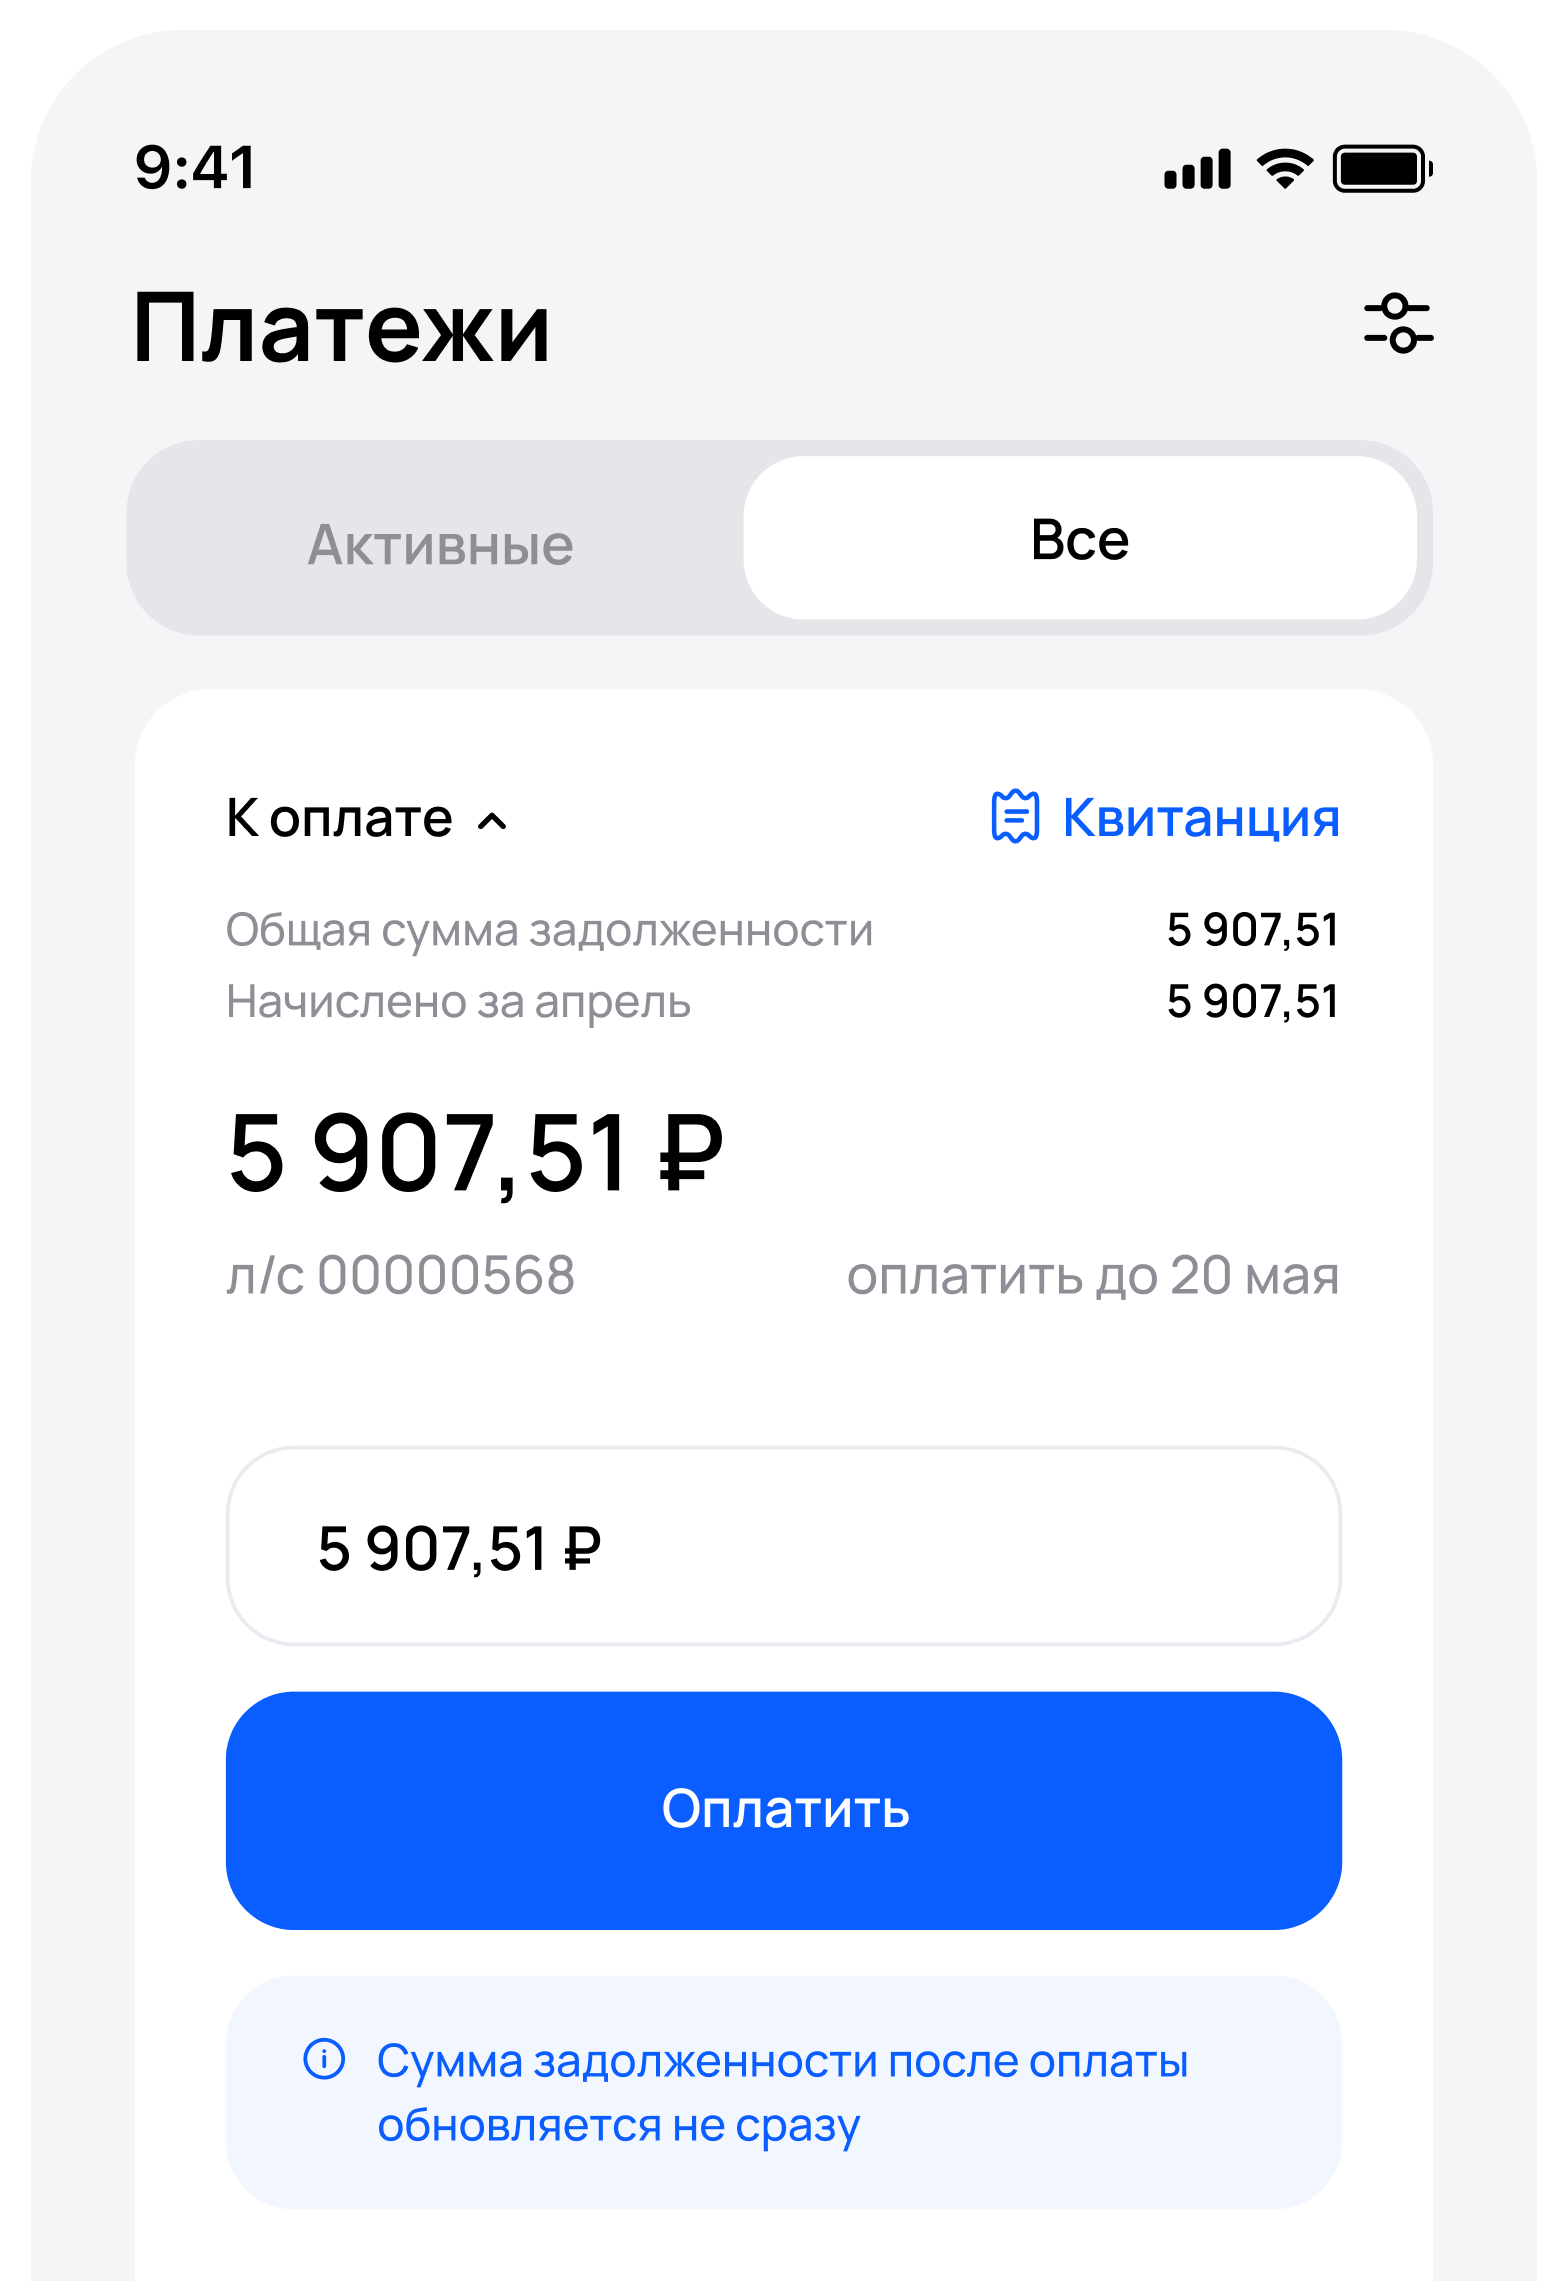 9:41
Платежи
Активные
Все
К оплате
Квитанция
Общая сумма задолженности 5 907,51
Начислено за апрель 5 907,51
5 907,51 ₽
л/с 00000568
оплатить до 20 мая
5 907,51 ₽
Оплатить
Сумма задолженности после оплаты
обновляется не сразу